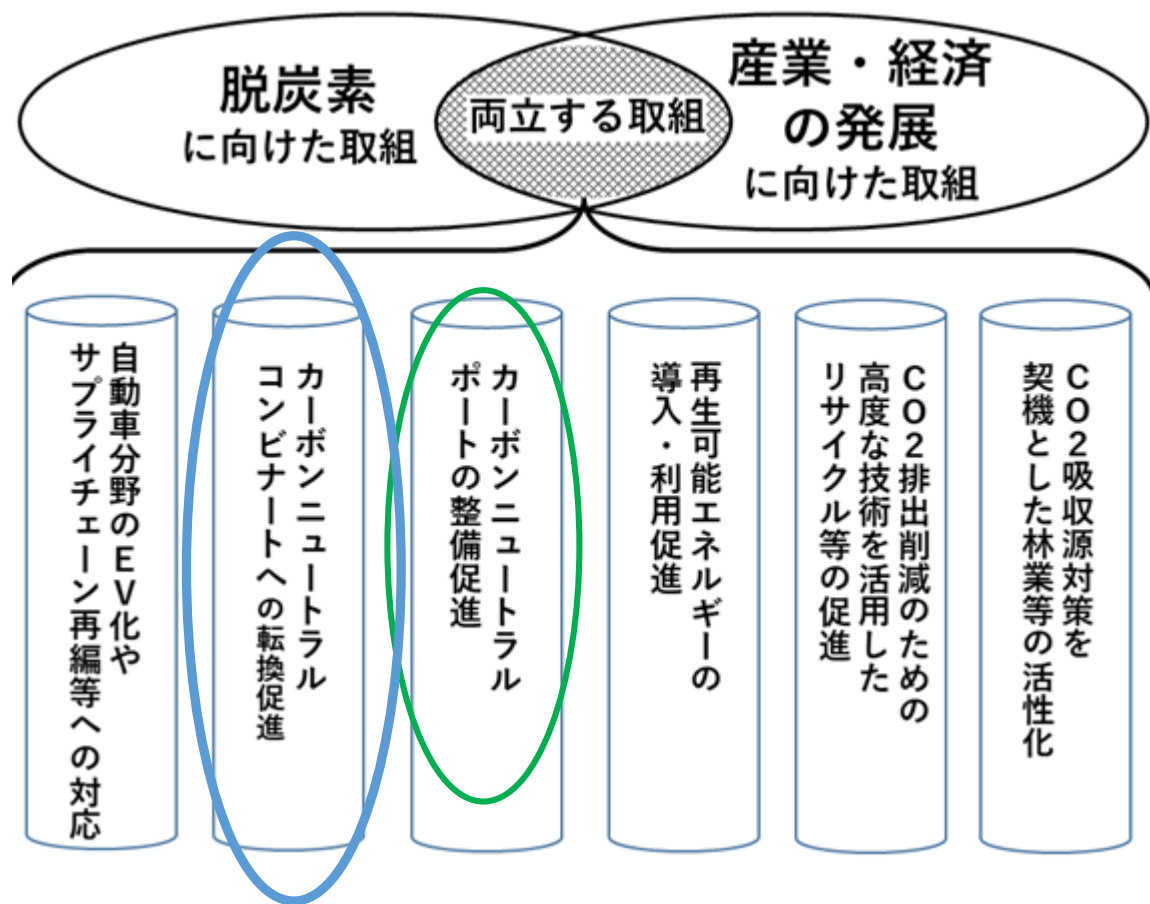 脱炭素
に向けた取組
両立する取組
産業・経済
の発展
に向けた取組
自動車分野のEV化や
サプライチェーン再編等への対応
カーボンニュートラル
コンビナートへの転換促進
カーボンニュートラル
ポートの整備促進
再生可能エネルギーの
導入・利用促進
CO2排出削減のための
高度な技術を活用した
リサイクル等の促進
CO2吸収源対策を
契機とした林業等の活性化